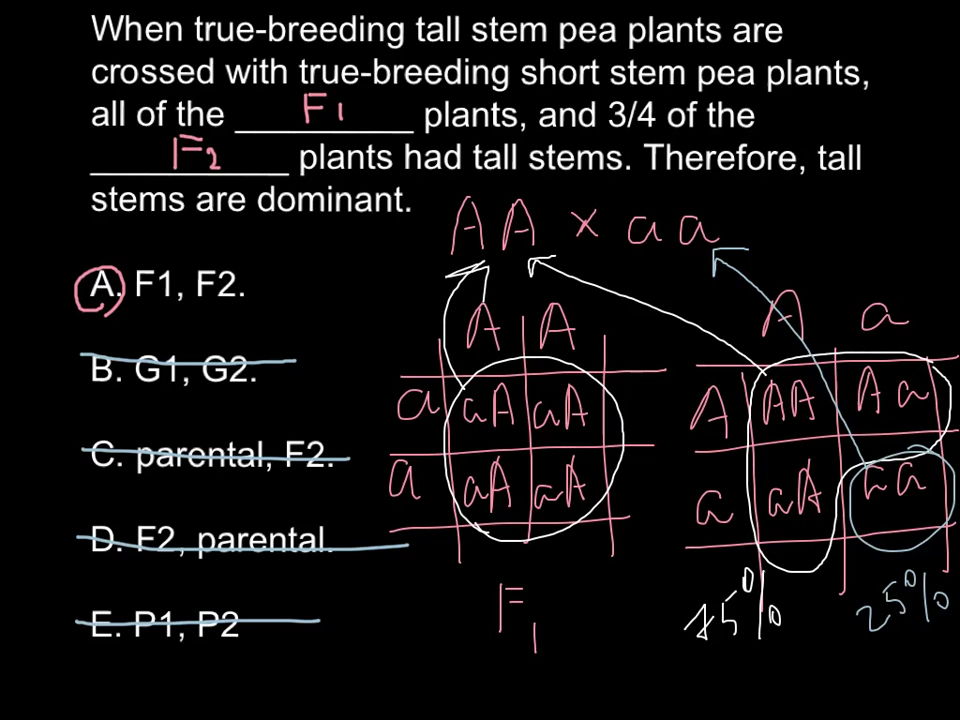 When true-breeding tall stem pea plants are
crossed with true-breeding short stem pea plants,
all of the F1 plants, and 3/4 of the
F2 plants had tall stems. Therefore, tall
stems are dominant.
AA × aa
A. F1, F2.
B. G1, G2.
C. parental, F2.
D. F2, parental.
E. P1, P2
A A
a aA aA
a aA aA
F1
A a
A AA Aa
a aA aa
75% 25%